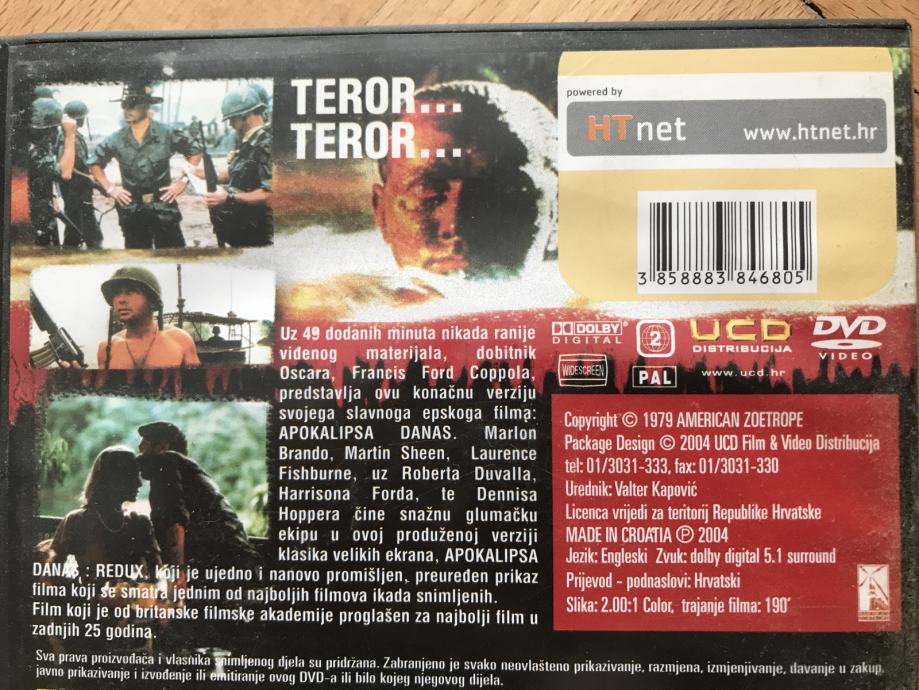 TEROR...
TEROR...
powered by
HTnet www.htnet.hr
3 858883 846805
Uz 49 dodanih minuta nikada ranije
viđenog materijala, dobitnik
Oscara, Francis Ford Coppola,
predstavlja ovu konačnu verziju
svojega slavnoga epskoga filma:
APOKALIPSA DANAS. Marlon
Brando, Martin Sheen, Laurence
Fishburne, uz Roberta Duvalla,
Harrisona Forda, te Dennisa
Hoppera čine snažnu glumačku
ekipu u ovoj produženoj verziji
klasika velikih ekrana, APOKALIPSA
DANAS : REDUX, koji je ujedno i nanovo promišljen, preuređen prikaz
filma koji se smatra jednim od najboljih filmova ikada snimljenih.
Film koji je od britanske filmske akademije proglašen za najbolji film u
zadnjih 25 godina.
DOLBY DIGITAL
2
UCD DISTRIBUCIJA
DVD VIDEO
WIDESCREEN
PAL
www.ucd.hr
Copyright © 1979 AMERICAN ZOETROPE
Package Design © 2004 UCD Film & Video Distribucija
tel: 01/3031-333, fax: 01/3031-330
Urednik: Valter Kapović
Licenca vrijedi za teritorij Republike Hrvatske
MADE IN CROATIA ℗ 2004
Jezik: Engleski Zvuk: dolby digital 5.1 surround
Prijevod - podnaslovi: Hrvatski
Slika: 2.00:1 Color, trajanje filma: 190'
Sva prava proizvođača i vlasnika snimljenog djela su pridržana. Zabranjeno je svako neovlašteno prikazivanje, razmjena, izmjenjivanje, davanje u zakup,
javno prikazivanje i izvođenje ili emitiranje ovog DVD-a ili bilo kojeg njegovog dijela.